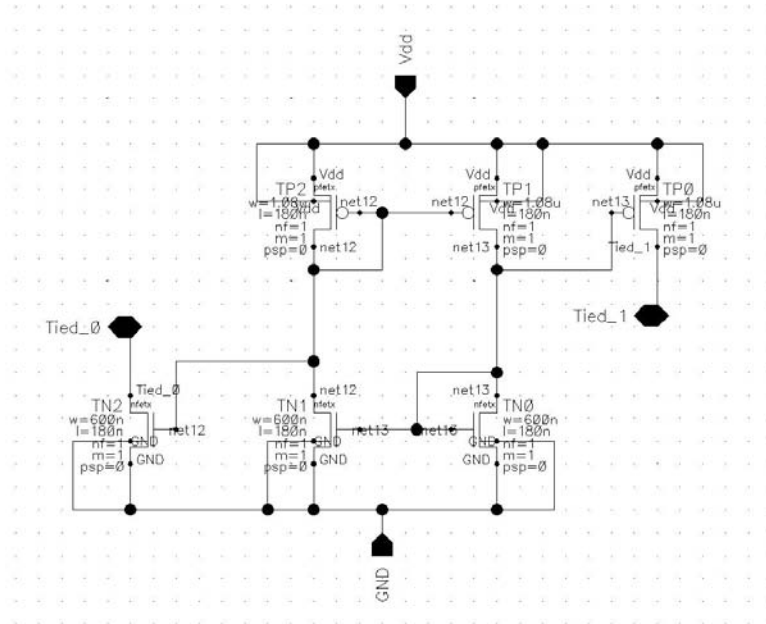 Vdd
Vdd
pfetx
TP2
w=1.08u
Vdd
l=180n
nf=1
m=1
psp=0
net12
net12
Vdd
pfetx
TP1
w=1.08u
Vdd
l=180n
nf=1
m=1
psp=0
net12
net13
Vdd
pfetx
TP0
w=1.08u
Vdd
l=180n
nf=1
m=1
psp=0
net13
Tied_1
Tied_1
Tied_0
Tied_0
nfetx
TN2
w=600n
l=180n
GND
nf=1
m=1
psp=0
GND
net12
net12
nfetx
TN1
w=600n
l=180n
GND
nf=1
m=1
psp=0
GND
net13
net13
nfetx
TN0
w=600n
l=180n
GND
nf=1
m=1
psp=0
GND
GND